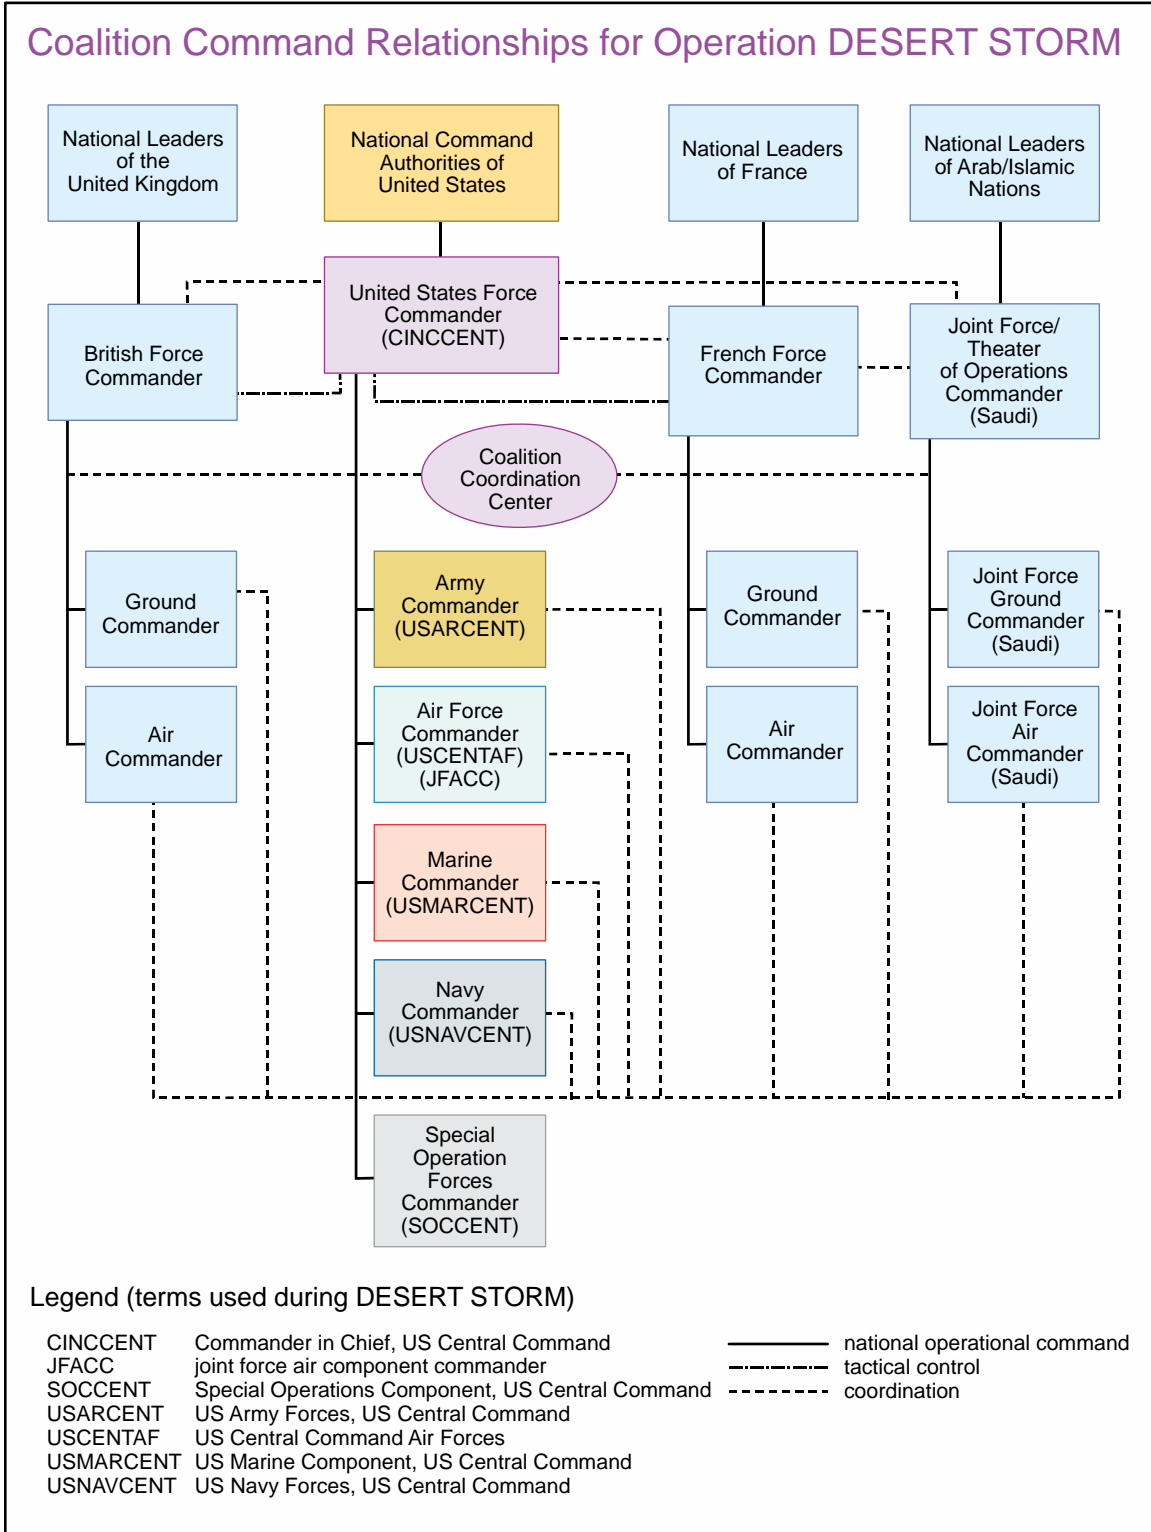 Coalition Command Relationships for Operation DESERT STORM
National Leaders
of the
United Kingdom
National Command
Authorities of
United States
National Leaders
of France
National Leaders
of Arab/Islamic
Nations
British Force
Commander
United States Force
Commander
(CINCCENT)
French Force
Commander
Joint Force/
Theater
of Operations
Commander
(Saudi)
Coalition
Coordination
Center
Ground
Commander
Army
Commander
(USARCENT)
Ground
Commander
Joint Force
Ground
Commander
(Saudi)
Air
Commander
Air Force
Commander
(USCENTAF)
(JFACC)
Air
Commander
Joint Force
Air
Commander
(Saudi)
Marine
Commander
(USMARCENT)
Navy
Commander
(USNAVCENT)
Special
Operation
Forces
Commander
(SOCCENT)
Legend (terms used during DESERT STORM)
CINCCENT Commander in Chief, US Central Command
JFACC joint force air component commander
SOCCENT Special Operations Component, US Central Command
USARCENT US Army Forces, US Central Command
USCENTAF US Central Command Air Forces
USMARCENT US Marine Component, US Central Command
USNAVCENT US Navy Forces, US Central Command
national operational command
tactical control
coordination